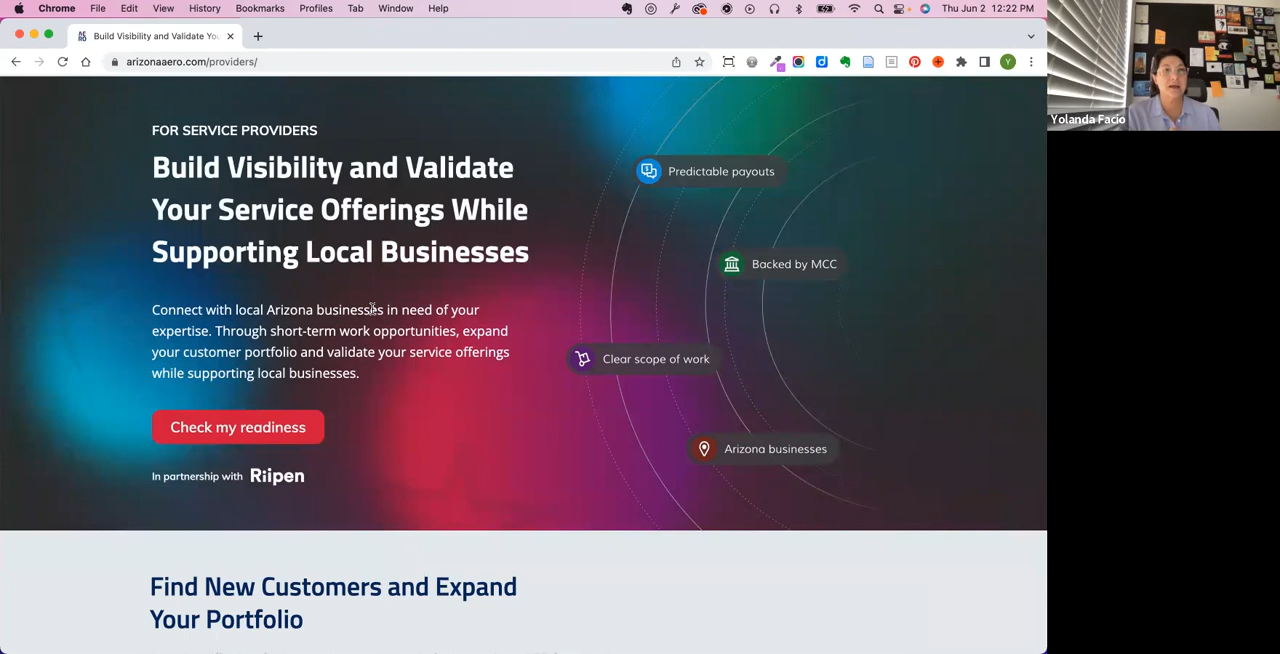 Chrome File Edit View History Bookmarks Profiles Tab Window Help Thu Jun 2 12:22 PM
Build Visibility and Validate You
arizonaaero.com/providers/
Y
Yolanda Facio
FOR SERVICE PROVIDERS
Build Visibility and Validate
Your Service Offerings While
Supporting Local Businesses
Connect with local Arizona businesses in need of your
expertise. Through short-term work opportunities, expand
your customer portfolio and validate your service offerings
while supporting local businesses.
Check my readiness
In partnership with Riipen
Predictable payouts
Backed by MCC
Clear scope of work
Arizona businesses
Find New Customers and Expand
Your Portfolio